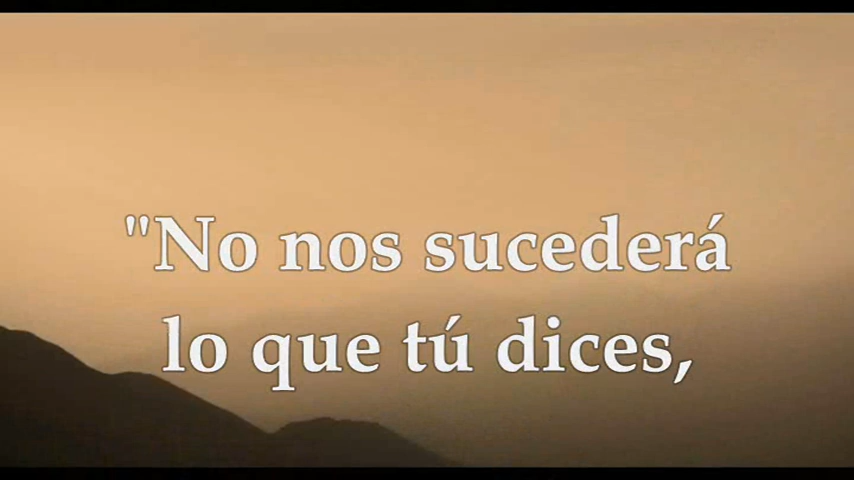 "No nos sucederá
lo que tú dices,